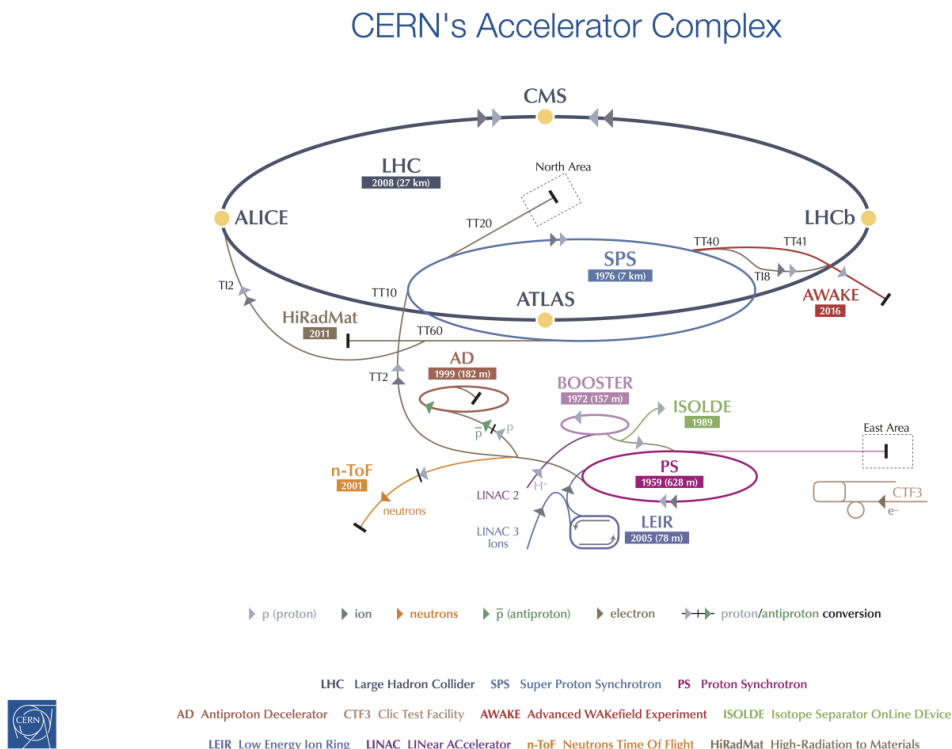 CERN's Accelerator Complex
CMS
LHC
2008 (27 km)
North Area
ALICE
LHCb
TT20
TT40
TT41
SPS
1976 (7 km)
TI8
TI2
TT10
ATLAS
AWAKE
2016
HiRadMat
2011
TT60
AD
1999 (182 m)
TT2
BOOSTER
1972 (157 m)
ISOLDE
1989
p̅
p
East Area
n-ToF
2001
PS
1959 (628 m)
H⁺
LINAC 2
neutrons
CTF3
e–
LINAC 3
Ions
LEIR
2005 (78 m)
p (proton) ion neutrons p̅ (antiproton) electron proton/antiproton conversion
LHC Large Hadron Collider SPS Super Proton Synchrotron PS Proton Synchrotron
AD Antiproton Decelerator CTF3 Clic Test Facility AWAKE Advanced WAKefield Experiment ISOLDE Isotope Separator OnLine DEvice
LEIR Low Energy Ion Ring LINAC LINear ACcelerator n-ToF Neutrons Time Of Flight HiRadMat High-Radiation to Materials
CERN